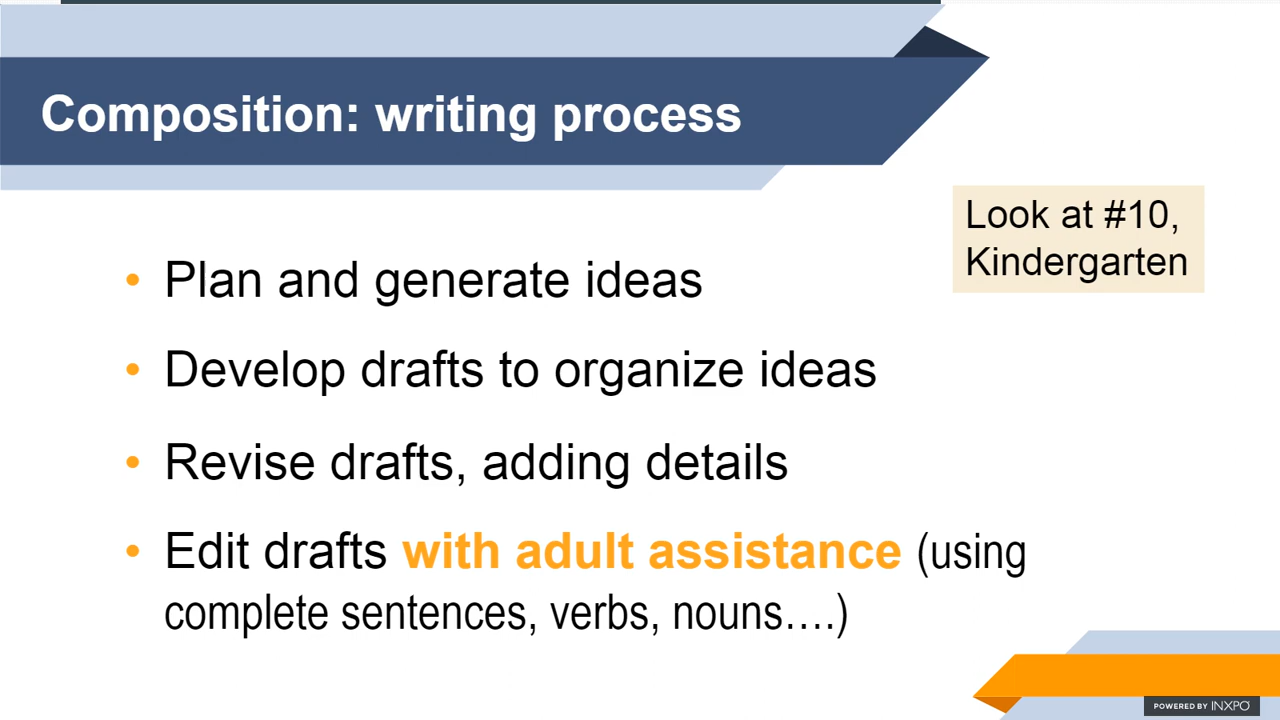 Composition: writing process
Look at #10,
Kindergarten
• Plan and generate ideas
• Develop drafts to organize ideas
• Revise drafts, adding details
• Edit drafts with adult assistance (using
complete sentences, verbs, nouns….)
POWERED BY INXPO